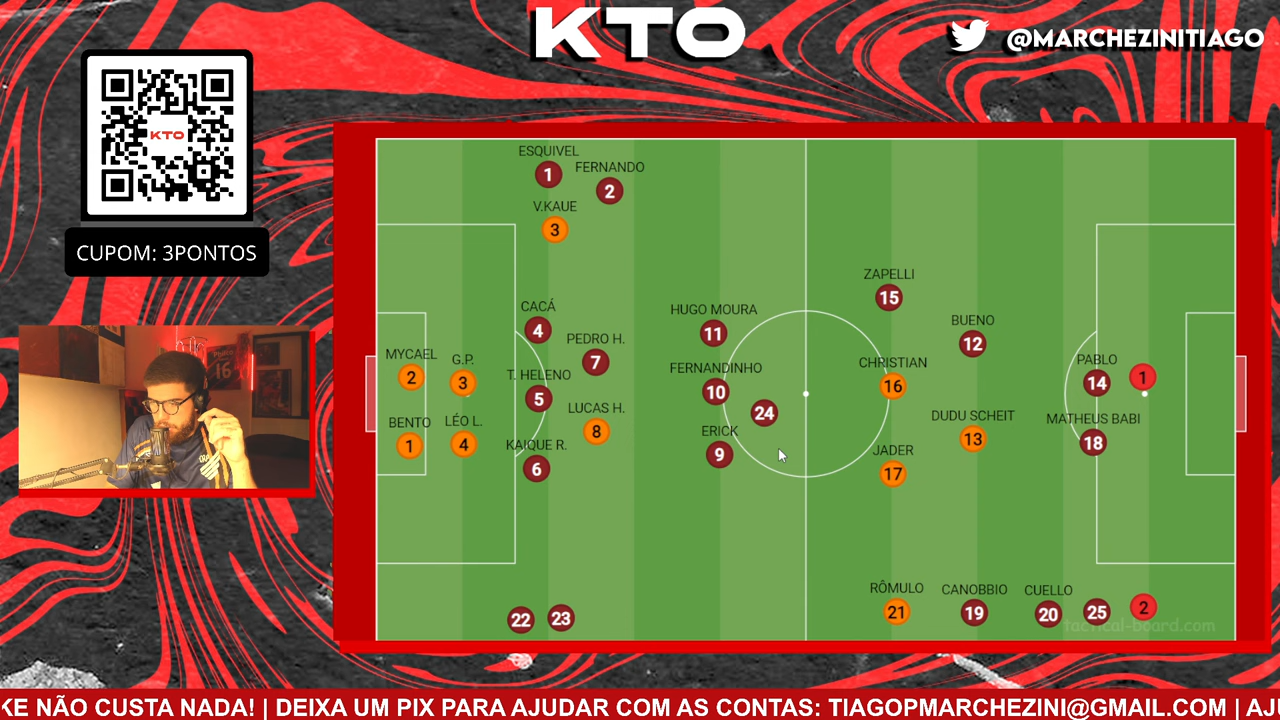 KTO
@MARCHEZINITIAGO
KTO
CUPOM: 3PONTOS
ESQUIVEL
1
FERNANDO
2
V.KAUE
3
CACÁ
4
PEDRO H.
7
T. HELENO
5
LUCAS H.
8
KAIQUE R.
6
MYCAEL
2
G.P.
3
BENTO
1
LÉO L.
4
HUGO MOURA
11
FERNANDINHO
10
24
ERICK
9
ZAPELLI
15
BUENO
12
CHRISTIAN
16
DUDU SCHEIT
13
JADER
17
PABLO
14
1
MATHEUS BABI
18
22
23
RÔMULO
21
CANOBBIO
19
CUELLO
20
25
2
tactical-board.com
16
KE NÃO CUSTA NADA! | DEIXA UM PIX PARA AJUDAR COM AS CONTAS: TIAGOPMARCHEZINI@GMAIL.COM | AJ